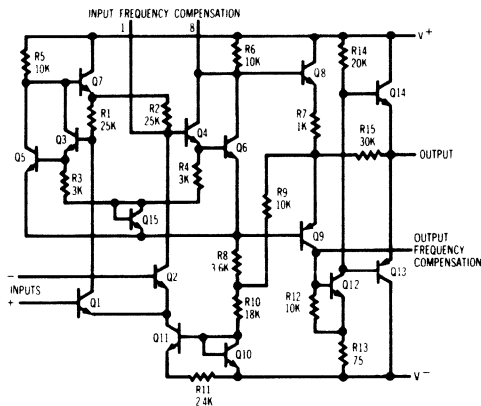 INPUT FREQUENCY COMPENSATION
1 8
V+
R5
10K
Q7
R6
10K
Q8
R14
20K
Q14
R1
25K
R2
25K
Q3
Q4
Q5
Q6
R7
1K
R15
30K
OUTPUT
R3
3K
R4
3K
Q15
R9
10K
Q9
OUTPUT
FREQUENCY
COMPENSATION
R8
3.6K
−
INPUTS
+
Q1
Q2
Q12
Q13
R10
18K
R12
10K
Q11
Q10
R13
75
R11
2.4K
V−